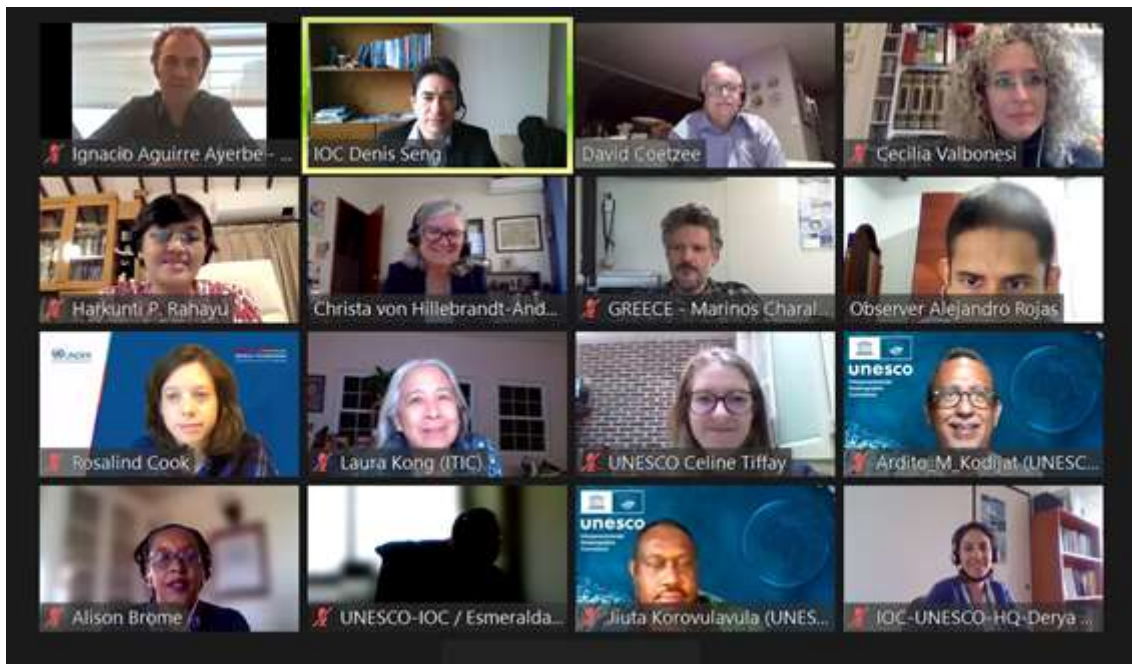 Ignacio Aguirre Ayerbe - ...
IOC Denis Seng
David Coetzee
Cecilia Valbonesi
Harkunti P. Rahayu
Christa von Hillebrandt-And...
GREECE - Marinos Charal...
Observer Alejandro Rojas
UNDRR
Rosalind Cook
Laura Kong (ITIC)
UNESCO Celine Tiffay
unesco
Ardito_M_Kodijat (UNESC...
Alison Brome
UNESCO-IOC / Esmeralda...
unesco
Jiuta Korovulavula (UNES...
IOC-UNESCO-HQ-Derya ...